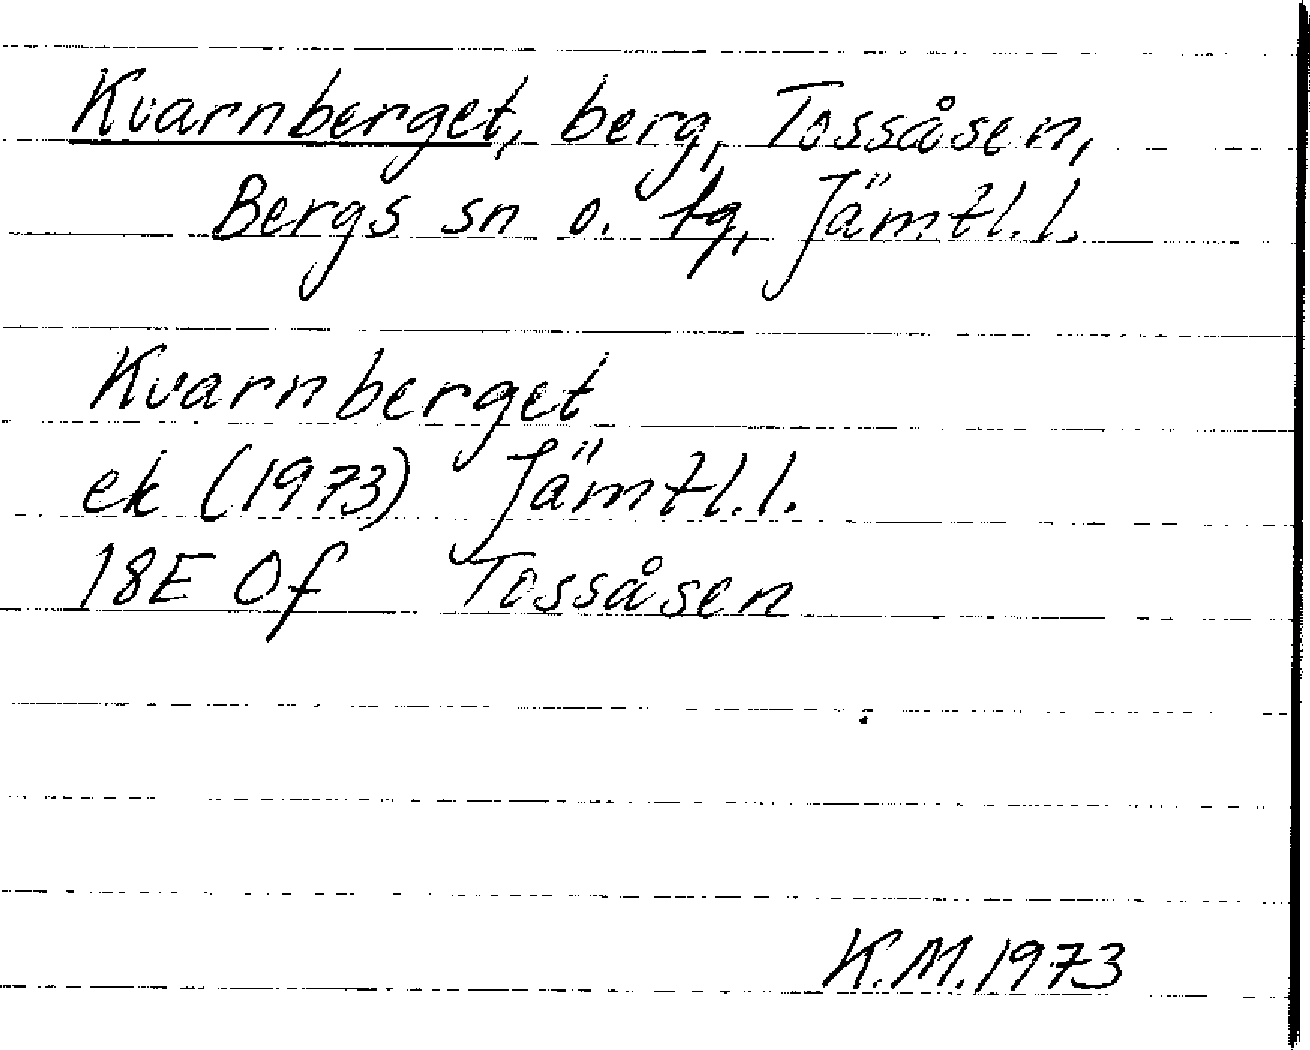 Kvarnberget, berg, Tossåsen,
Bergs sn o. tg, Jämtl. l.
Kvarnberget
ek (1973) Jämtl. l.
18E 0f Tossåsen
K.M. 1973